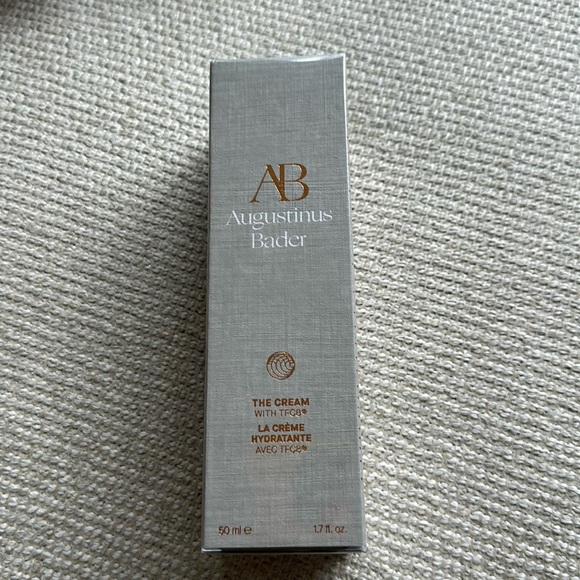 AB
Augustinus
Bader
THE CREAM
WITH TFC8®
LA CRÈME
HYDRATANTE
AVEC TFC8®
50 ml e 1.7 fl. oz.